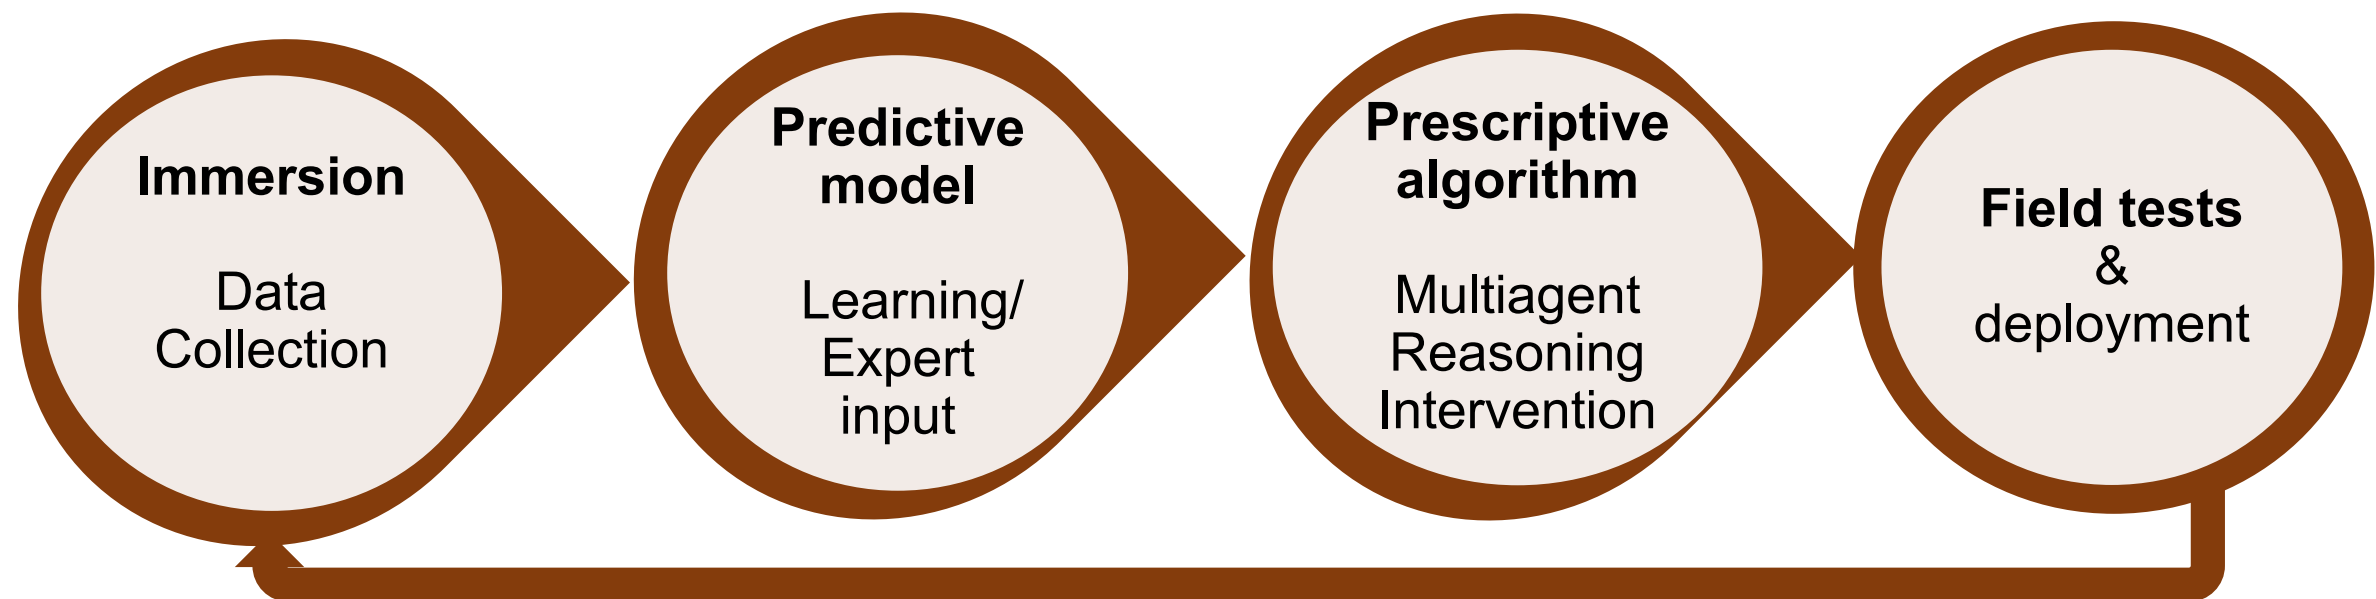 Immersion
Data
Collection
Predictive
model
Learning/
Expert
input
Prescriptive
algorithm
Multiagent
Reasoning
Intervention
Field tests
&
deployment